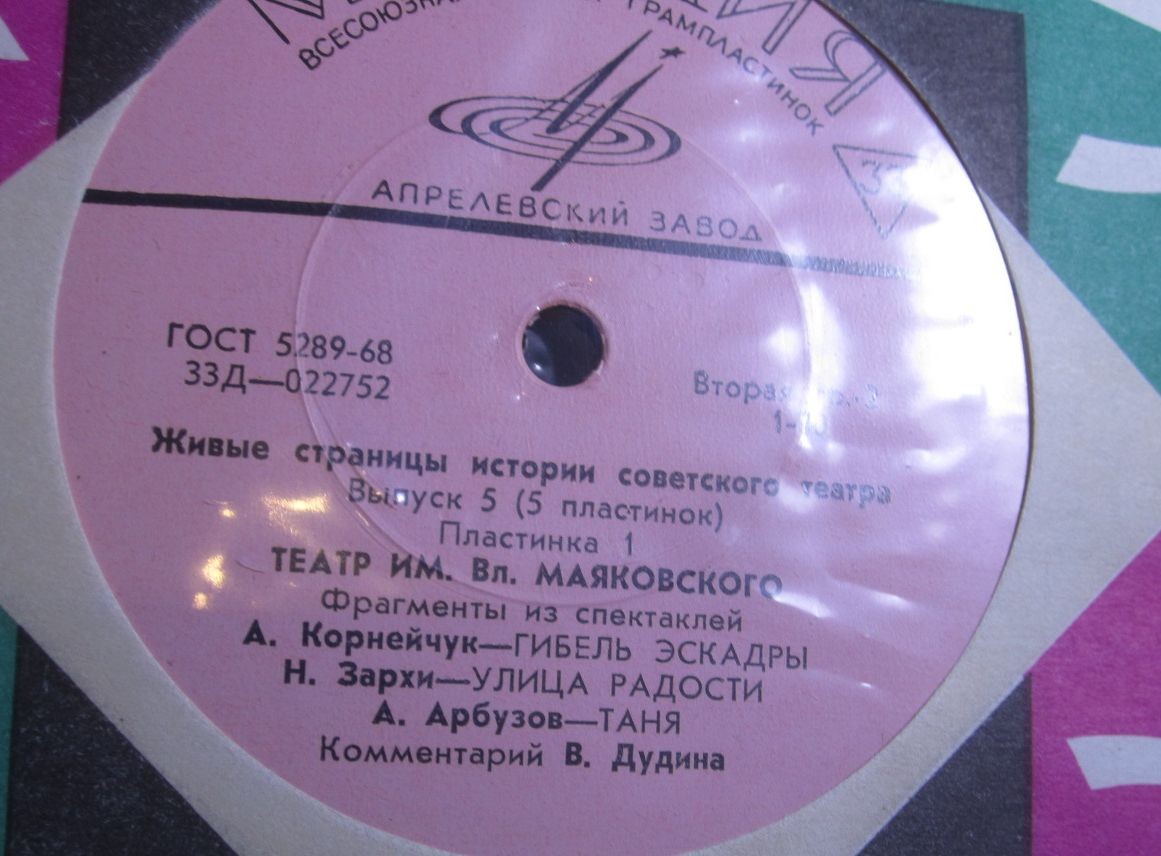 ГРАМПЛАСТИНОК
АПРЕЛЕВСКИЙ ЗАВОД
ГОСТ 5289-68
33Д—022752
Вторая
Живые страницы истории советского театра
Выпуск 5 (5 пластинок)
Пластинка 1
ТЕАТР ИМ. Вл. МАЯКОВСКОГО
Фрагменты из спектаклей
А. Корнейчук—ГИБЕЛЬ ЭСКАДРЫ
Н. Зархи—УЛИЦА РАДОСТИ
А. Арбузов—ТАНЯ
Комментарий В. Дудина